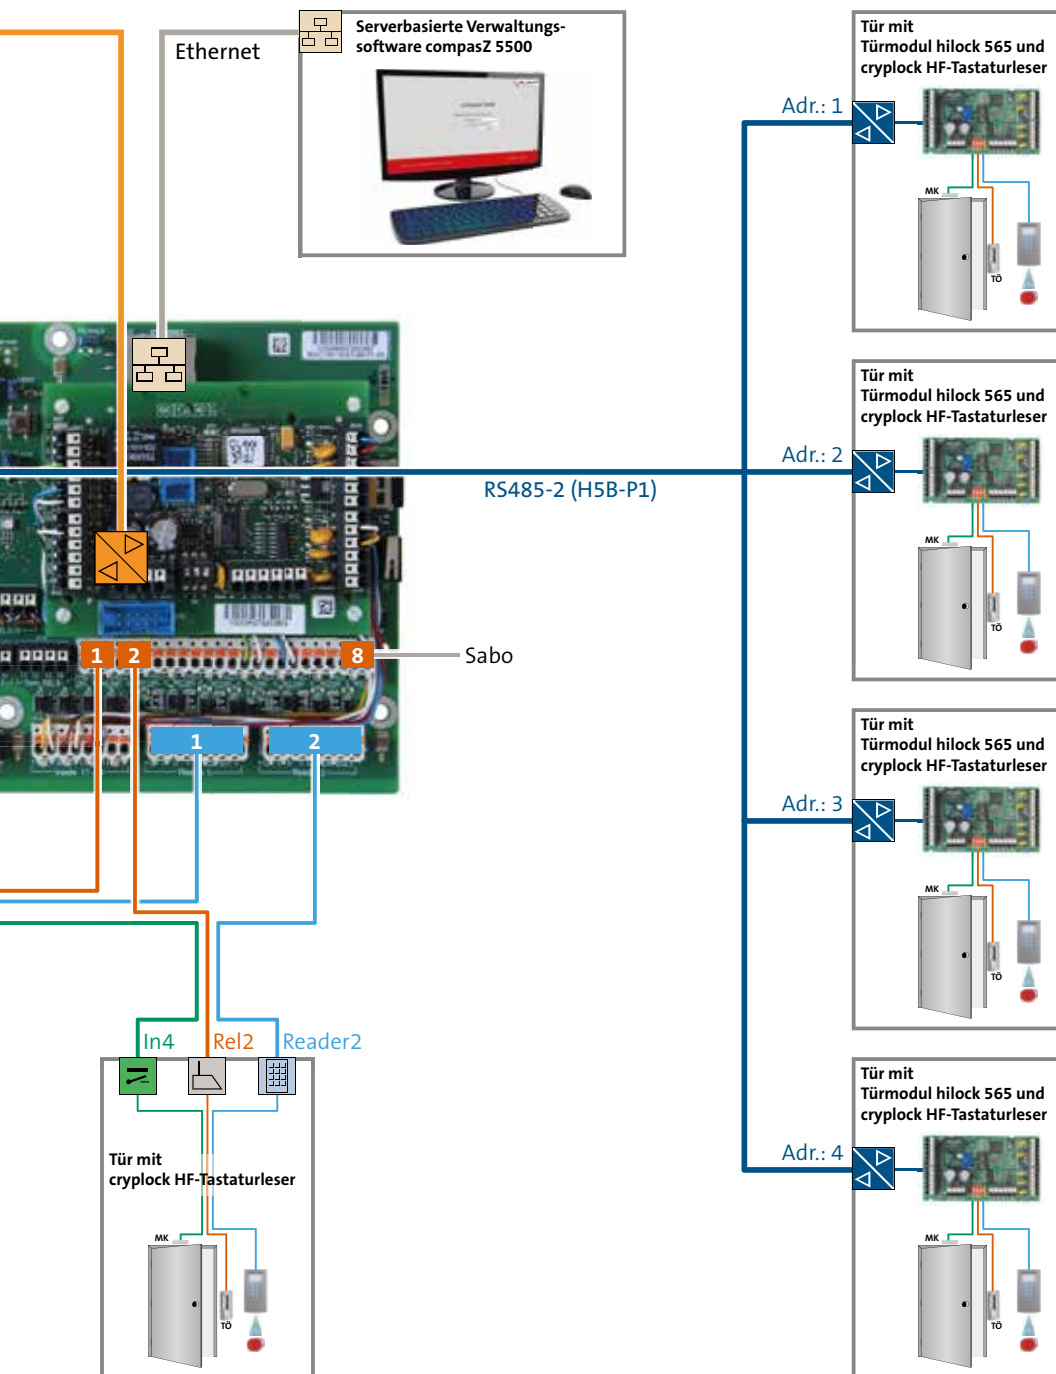 Ethernet
Serverbasierte Verwaltungs-
software compasZ 5500
Tür mit
Türmodul hilock 565 und
cryplock HF-Tastaturleser
Adr.: 1
MK
TÖ
Tür mit
Türmodul hilock 565 und
cryplock HF-Tastaturleser
Adr.: 2
MK
TÖ
RS485-2 (H5B-P1)
1
2
8
Sabo
1
2
Tür mit
Türmodul hilock 565 und
cryplock HF-Tastaturleser
Adr.: 3
MK
TÖ
In4
Rel2
Reader2
Tür mit
cryplock HF-Tastaturleser
MK
TÖ
Tür mit
Türmodul hilock 565 und
cryplock HF-Tastaturleser
Adr.: 4
MK
TÖ